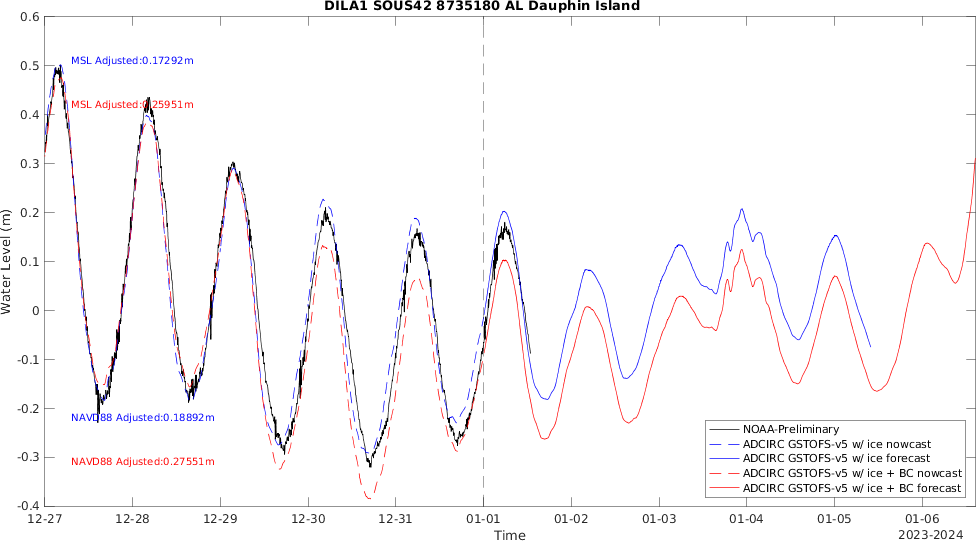 DILA1 SOUS42 8735180 AL Dauphin Island
0.6
0.5
0.4
0.3
0.2
0.1
0
-0.1
-0.2
-0.3
-0.4
Water Level (m)
MSL Adjusted:0.17292m
MSL Adjusted:0.25951m
NAVD88 Adjusted:0.18892m
NAVD88 Adjusted:0.27551m
NOAA-Preliminary
ADCIRC GSTOFS-v5 w/ ice nowcast
ADCIRC GSTOFS-v5 w/ ice forecast
ADCIRC GSTOFS-v5 w/ ice + BC nowcast
ADCIRC GSTOFS-v5 w/ ice + BC forecast
12-27 12-28 12-29 12-30 12-31 01-01 01-02 01-03 01-04 01-05 01-06
Time
2023-2024